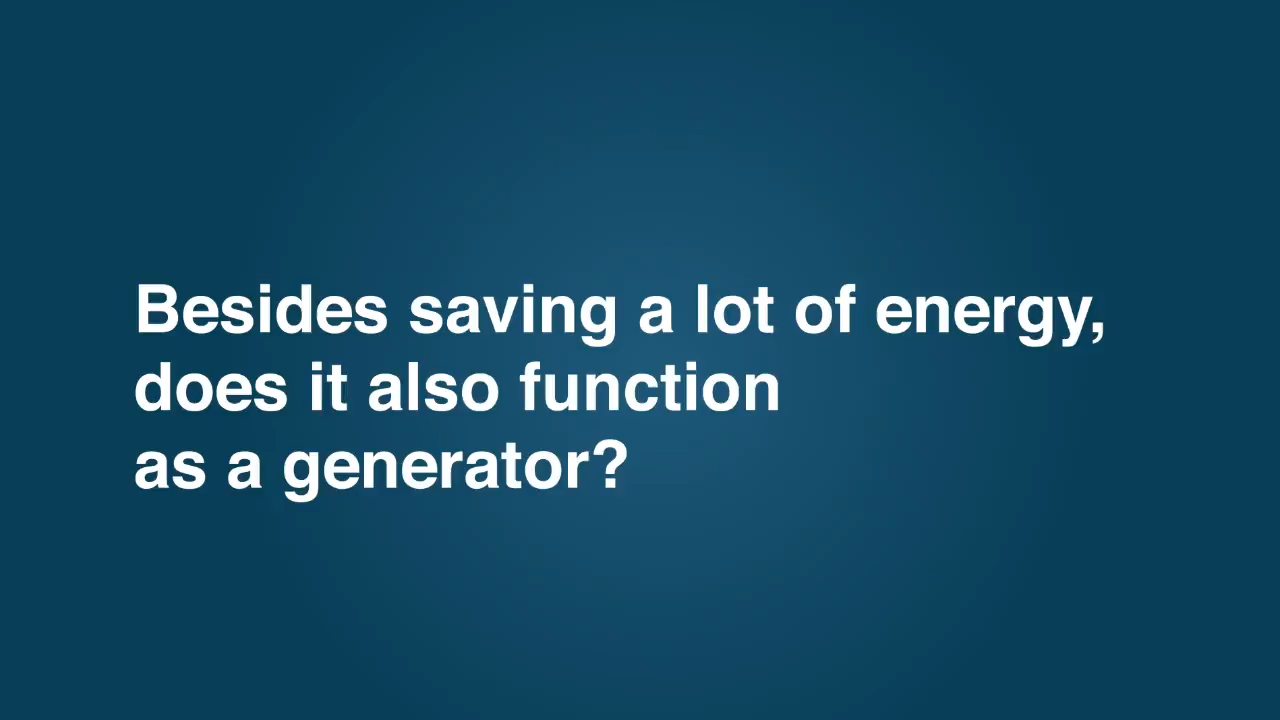 Besides saving a lot of energy,
does it also function
as a generator?